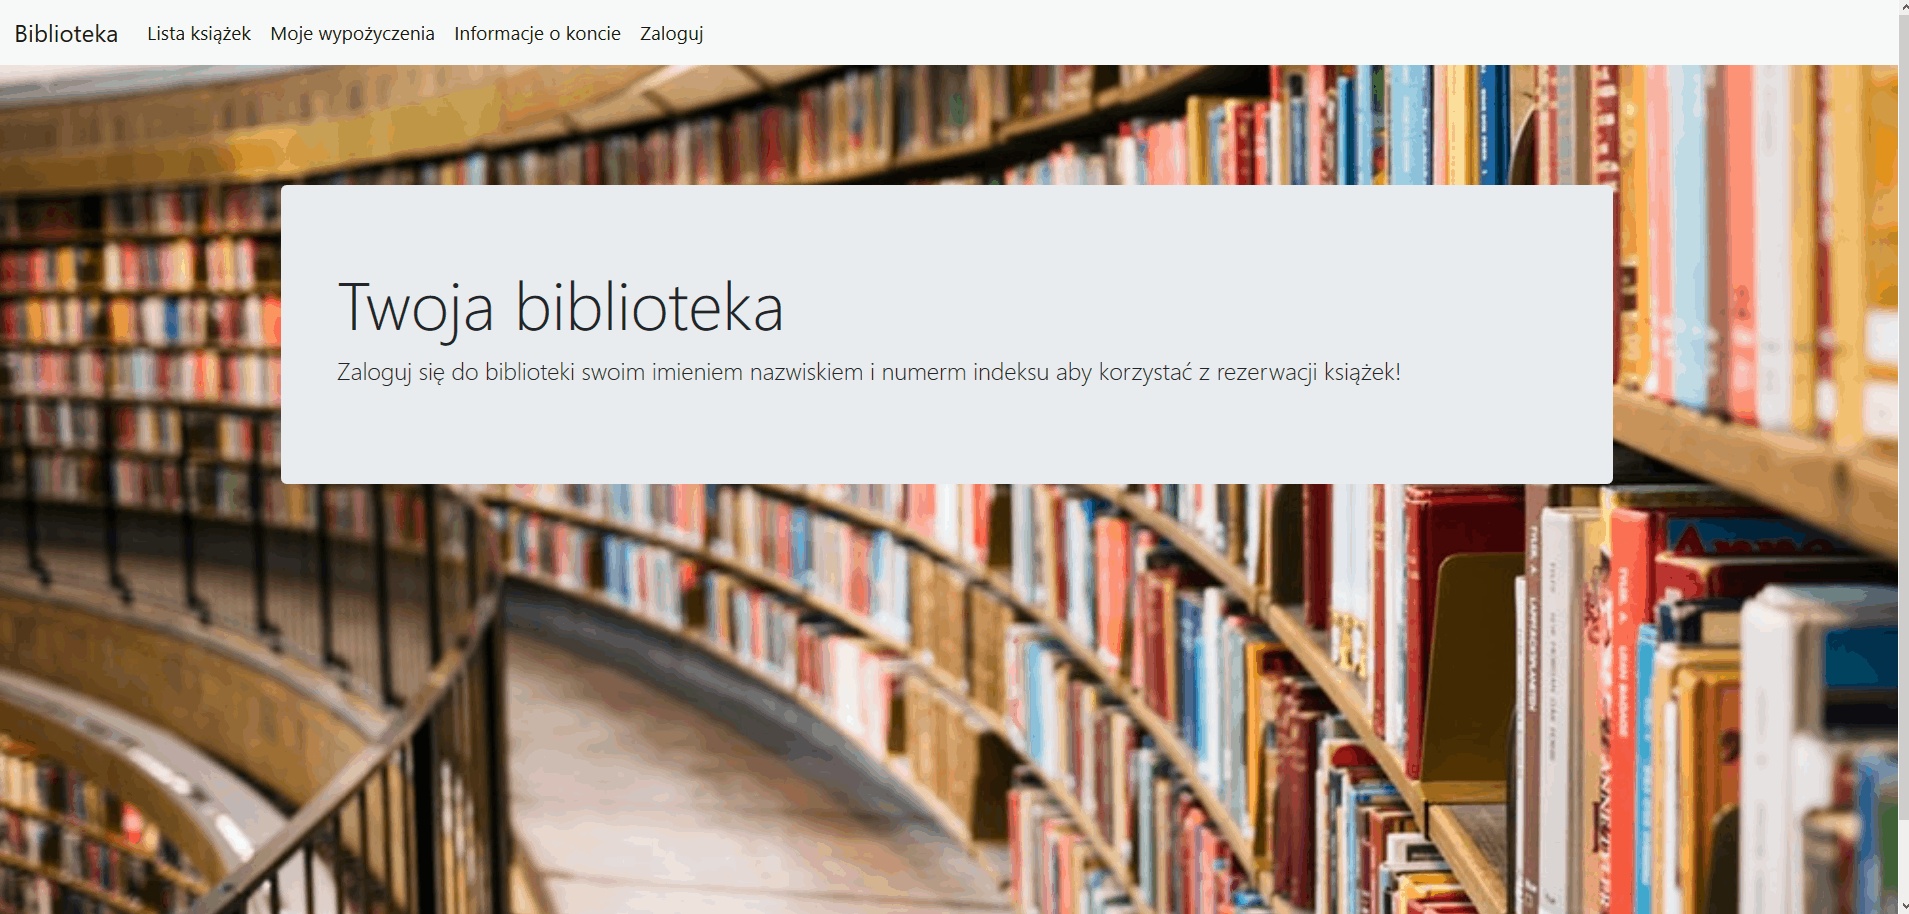 Biblioteka Lista książek Moje wypożyczenia Informacje o koncie Zaloguj
Twoja biblioteka
Zaloguj się do biblioteki swoim imieniem nazwiskiem i numerm indeksu aby korzystać z rezerwacji książek!